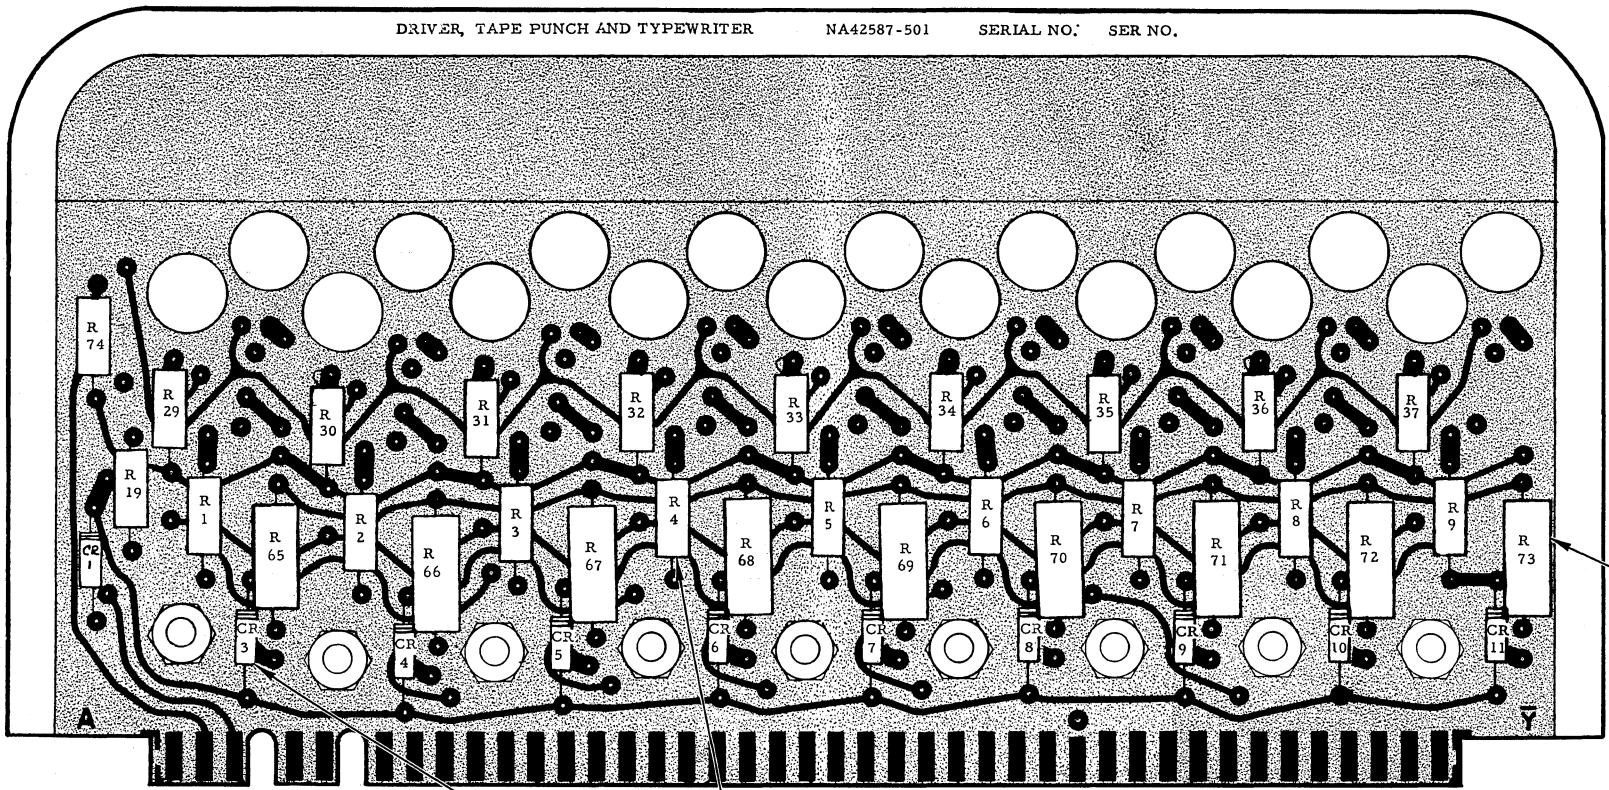 DRIVER, TAPE PUNCH AND TYPEWRITER NA42587-501 SERIAL NO. SER NO.
R 74
R 29
R 30
R 31
R 32
R 33
R 34
R 35
R 36
R 37
R 19
R 1
R 65
R 2
R 66
R 3
R 67
R 4
R 68
R 5
R 69
R 6
R 70
R 7
R 71
R 8
R 72
R 9
R 73
CR 1
CR 3
CR 4
CR 5
CR 6
CR 7
CR 8
CR 9
CR 10
CR 11
A
Y̅